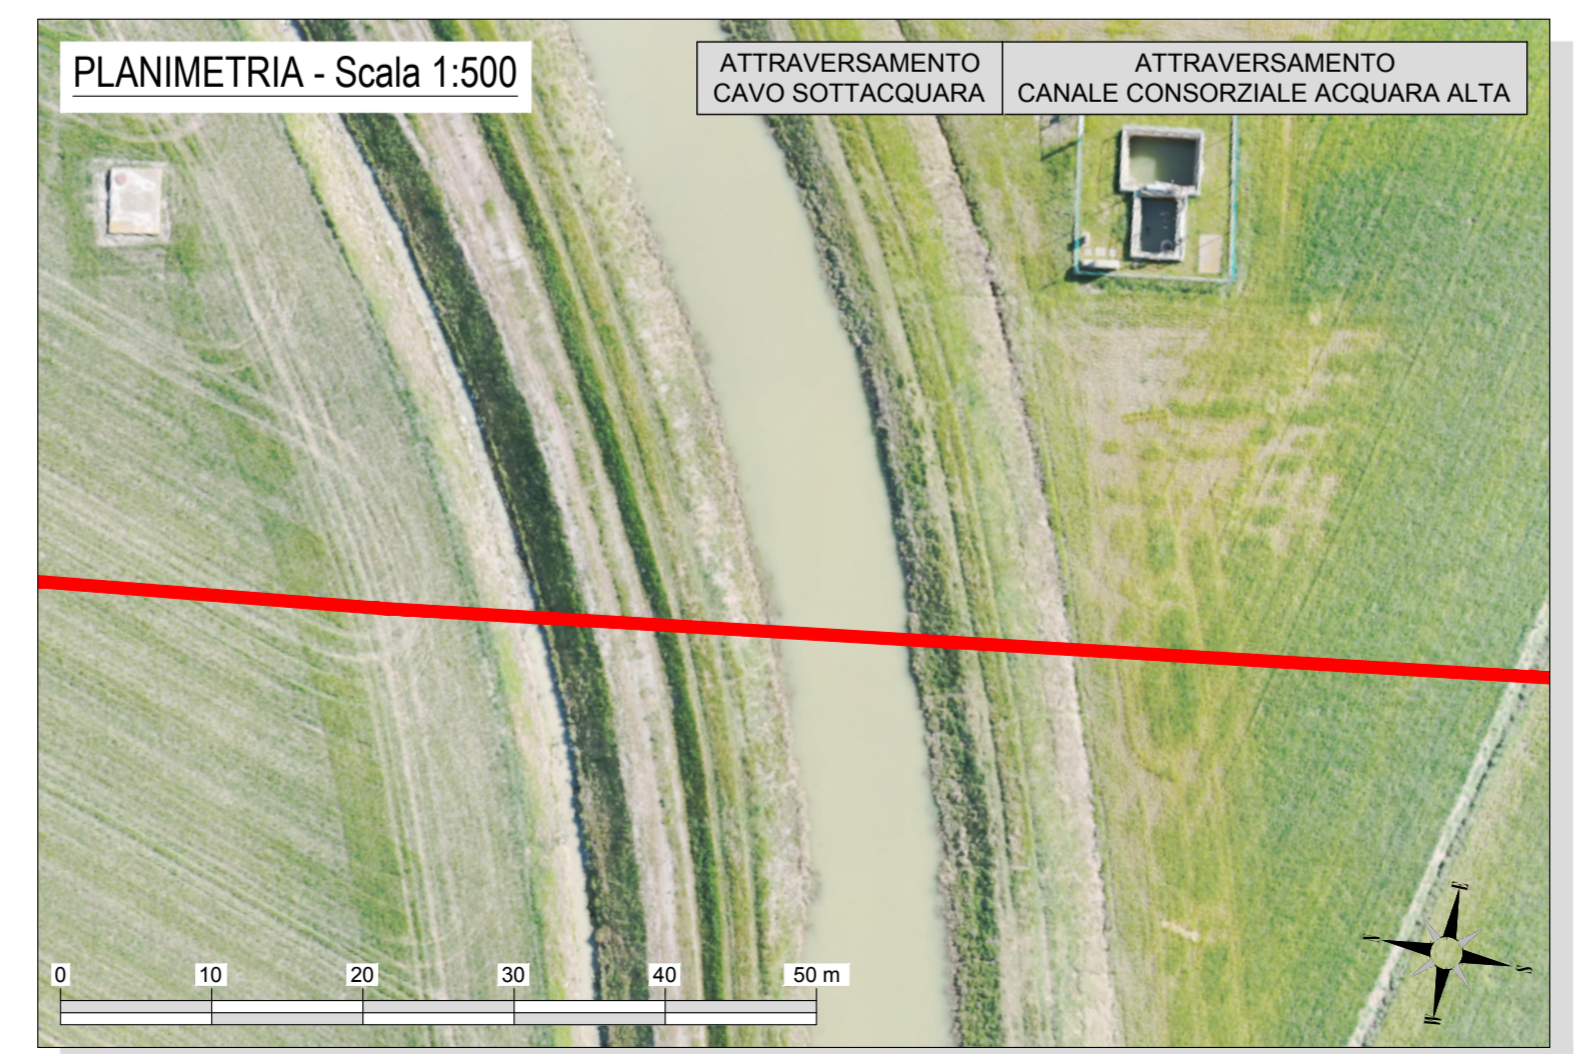 PLANIMETRIA - Scala 1:500
ATTRAVERSAMENTO
CAVO SOTTACQUARA
ATTRAVERSAMENTO
CANALE CONSORZIALE ACQUARA ALTA
0 10 20 30 40 50 m
S